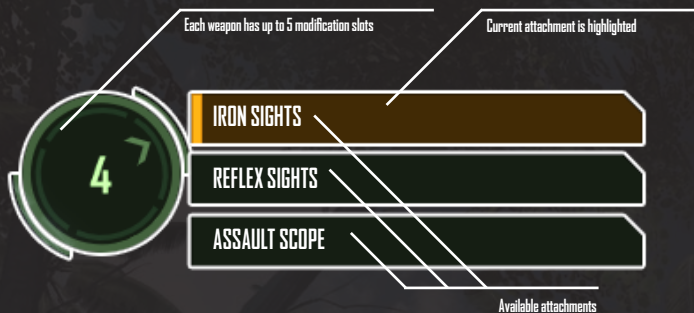 Each weapon has up to 5 modification slots
Current attachment is highlighted
4
IRON SIGHTS
REFLEX SIGHTS
ASSAULT SCOPE
Available attachments